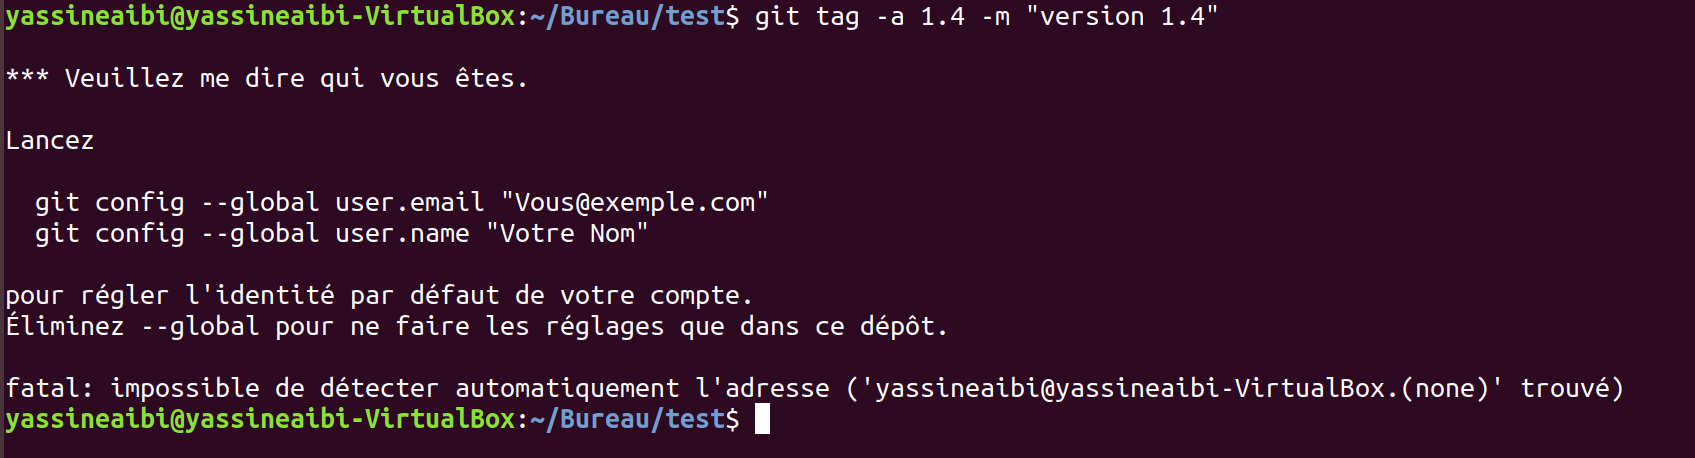 yassineaibi@yassineaibi-VirtualBox:~/Bureau/test$ git tag -a 1.4 -m "version 1.4"
*** Veuillez me dire qui vous êtes.
Lancez
git config --global user.email "Vous@exemple.com"
git config --global user.name "Votre Nom"
pour régler l'identité par défaut de votre compte.
Éliminez --global pour ne faire les réglages que dans ce dépôt.
fatal: impossible de détecter automatiquement l'adresse ('yassineaibi@yassineaibi-VirtualBox.(none)' trouvé)
yassineaibi@yassineaibi-VirtualBox:~/Bureau/test$